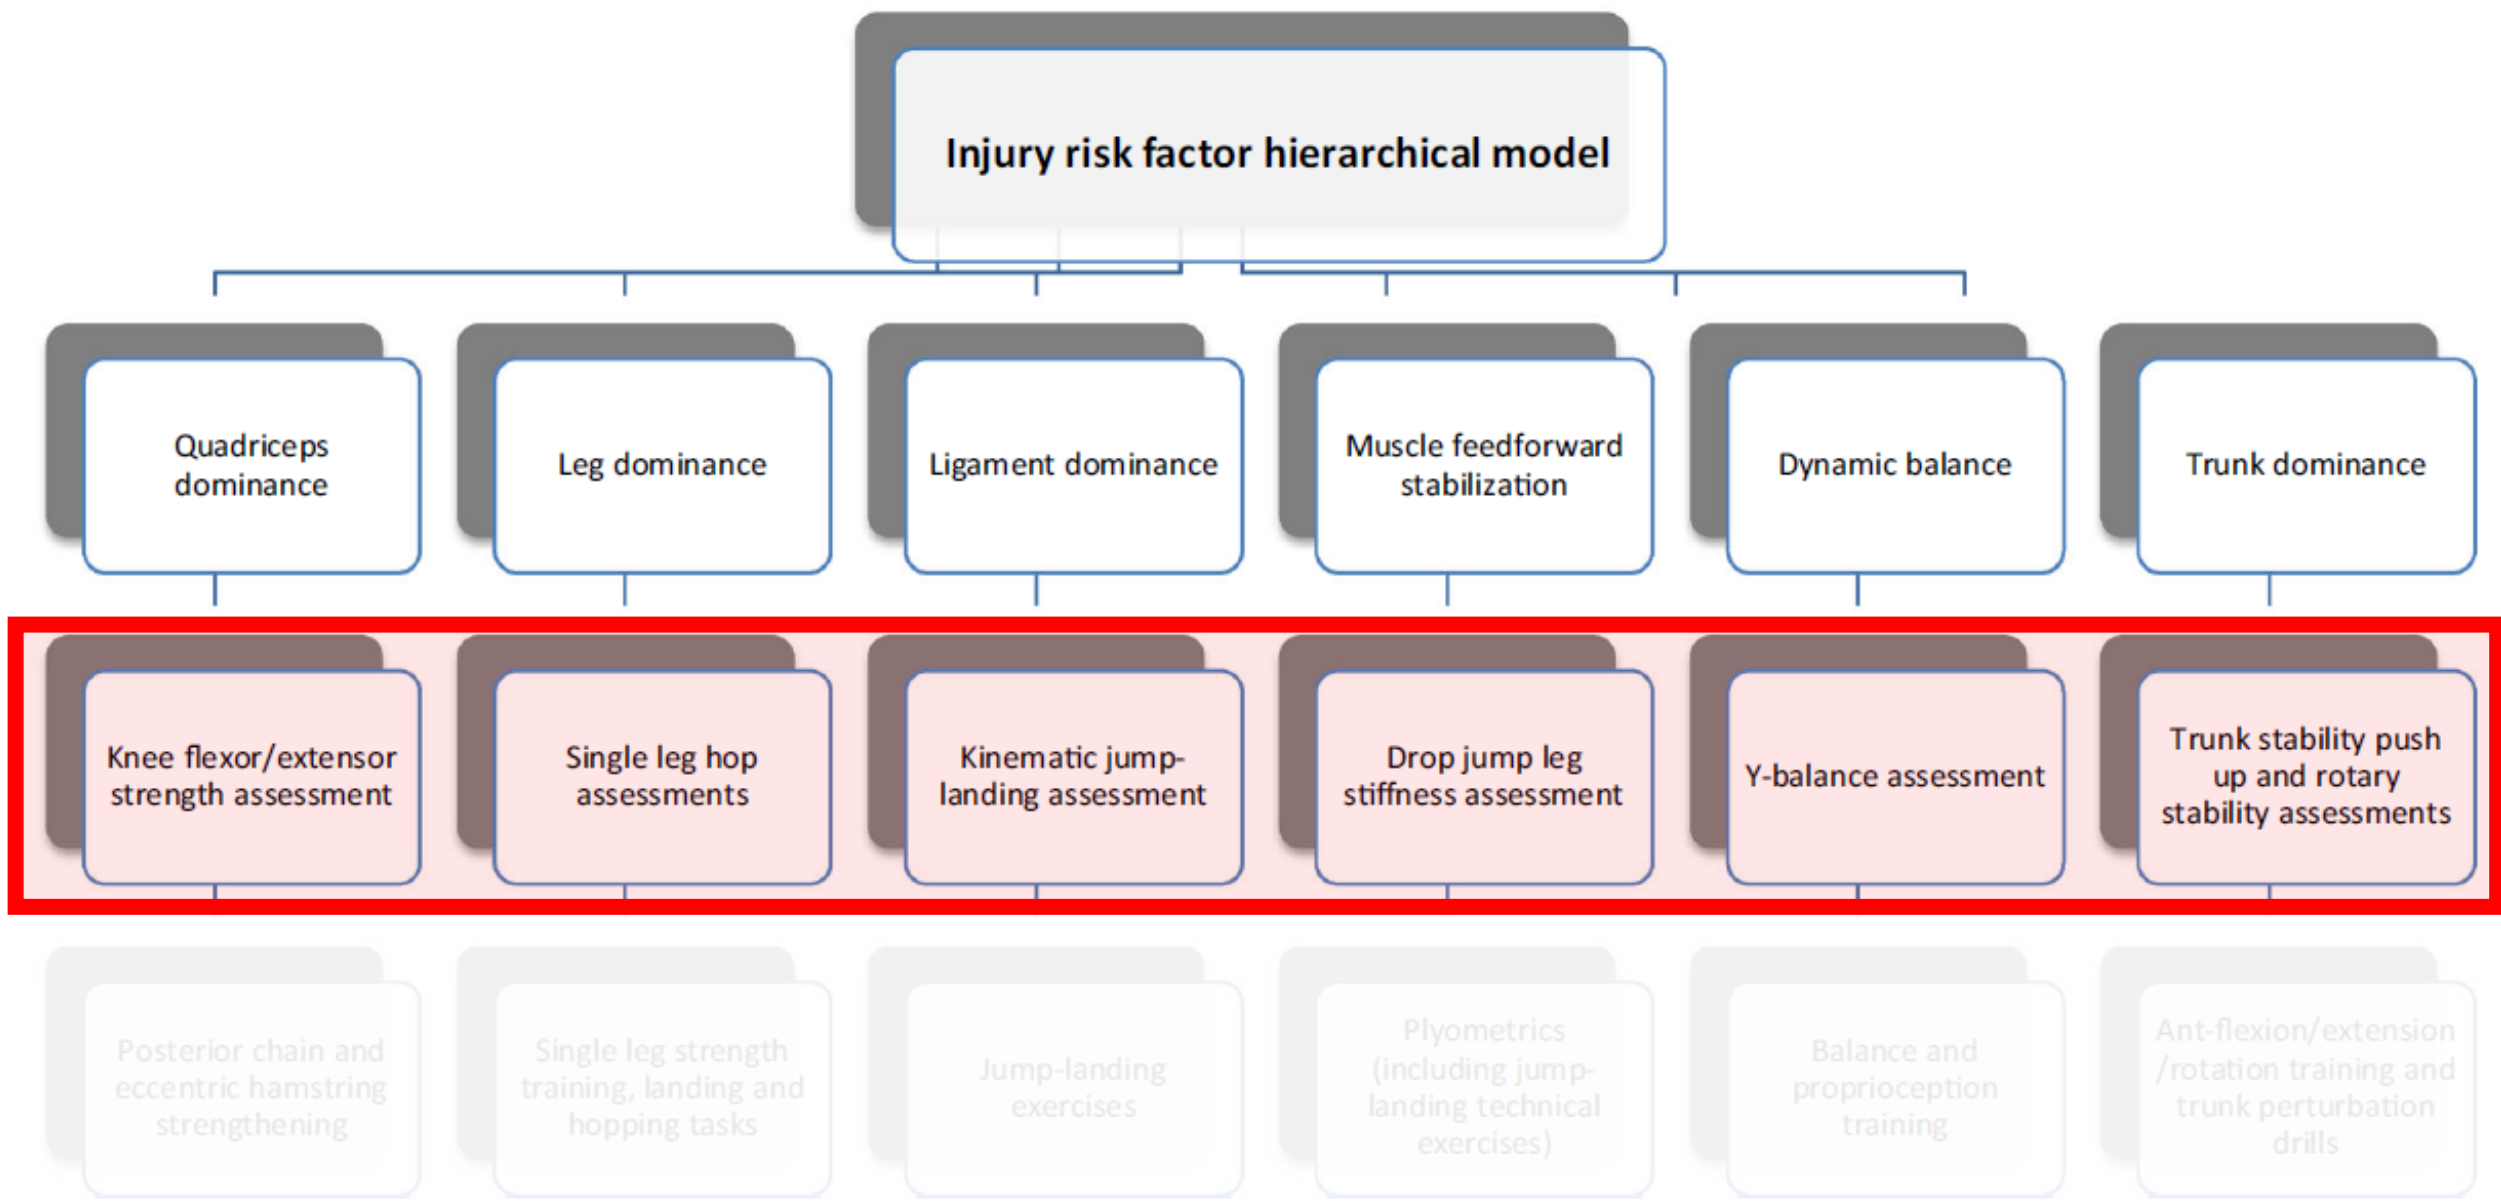 Injury risk factor hierarchical model
Quadriceps
dominance
Leg dominance
Ligament dominance
Muscle feedforward
stabilization
Dynamic balance
Trunk dominance
Knee flexor/extensor
strength assessment
Single leg hop
assessments
Kinematic jump-
landing assessment
Drop jump leg
stiffness assessment
Y-balance assessment
Trunk stability push
up and rotary
stability assessments
Posterior chain and
eccentric hamstring
strengthening
Single leg strength
training, landing and
hopping tasks
Jump-landing
exercises
Plyometrics
(including jump-
landing technical
exercises)
Balance and
proprioception
training
Ant-flexion/extension
/rotation training and
trunk perturbation
drills